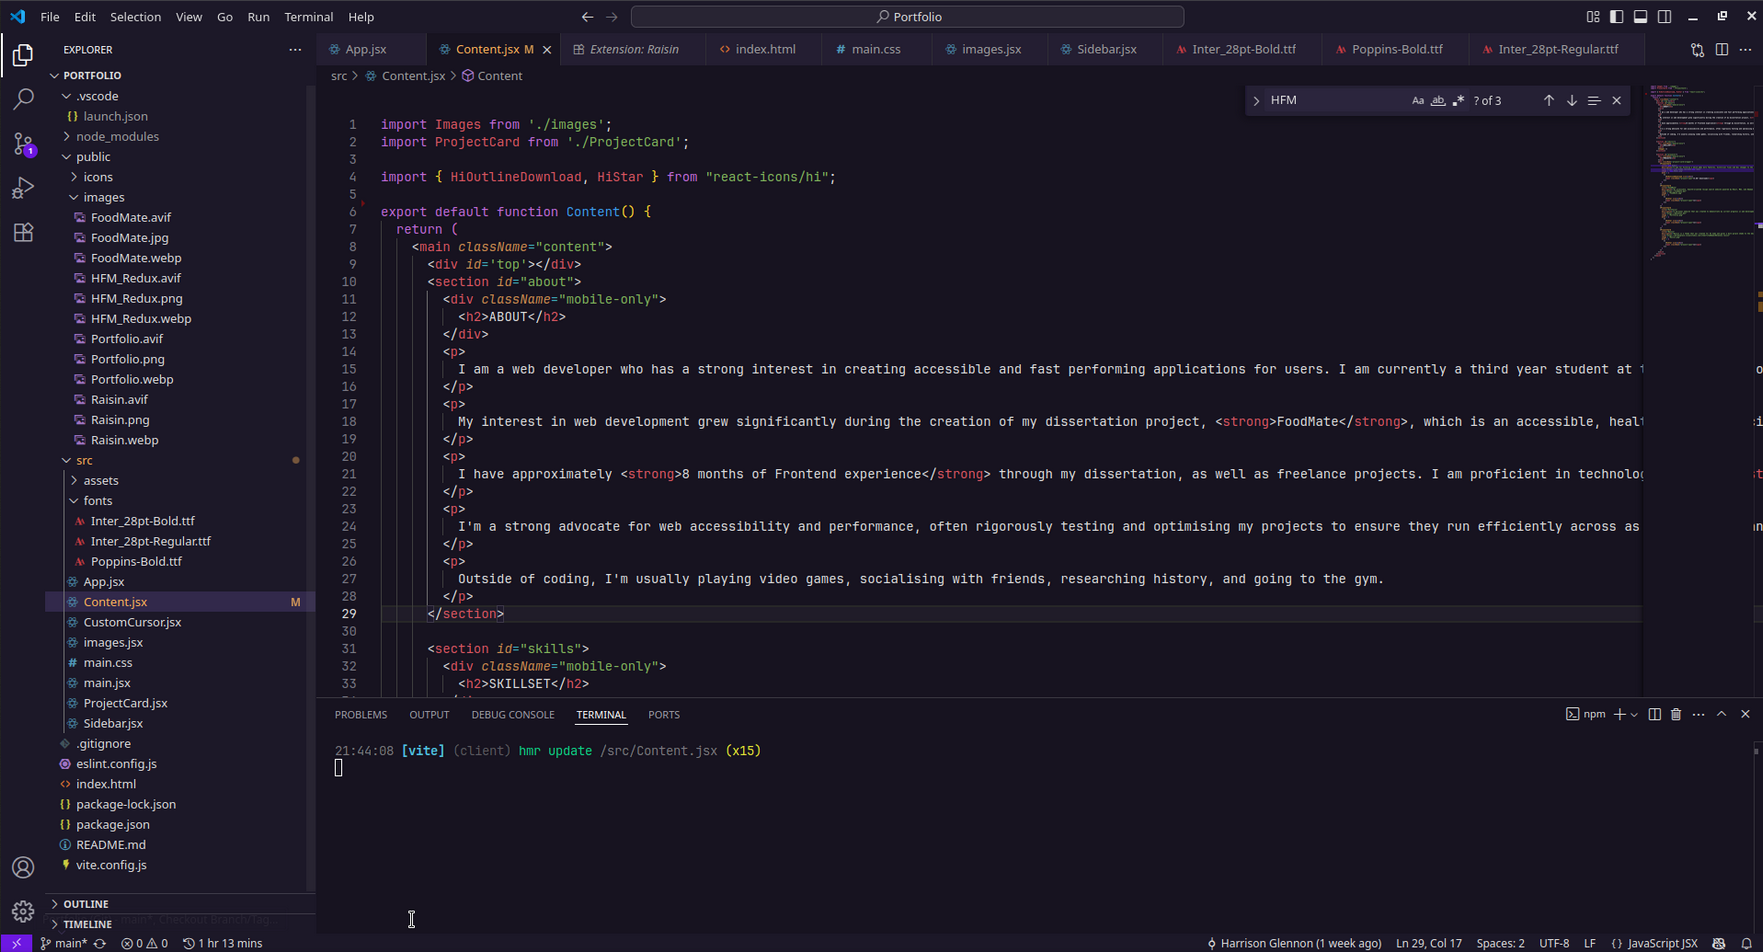 File Edit Selection View Go Run Terminal Help
Portfolio
EXPLORER
PORTFOLIO
.vscode
launch.json
node_modules
public
icons
images
FoodMate.avif
FoodMate.jpg
FoodMate.webp
HFM_Redux.avif
HFM_Redux.png
HFM_Redux.webp
Portfolio.avif
Portfolio.png
Portfolio.webp
Raisin.avif
Raisin.png
Raisin.webp
src
assets
fonts
Inter_28pt-Bold.ttf
Inter_28pt-Regular.ttf
Poppins-Bold.ttf
App.jsx
Content.jsx M
CustomCursor.jsx
images.jsx
main.css
main.jsx
ProjectCard.jsx
Sidebar.jsx
.gitignore
eslint.config.js
index.html
package-lock.json
package.json
README.md
vite.config.js
OUTLINE
TIMELINE
1
App.jsx Content.jsx M Extension: Raisin index.html main.css images.jsx Sidebar.jsx Inter_28pt-Bold.ttf Poppins-Bold.ttf Inter_28pt-Regular.ttf
src > Content.jsx > Content
HFM Aa ab .* ? of 3
1 import Images from './images';
2 import ProjectCard from './ProjectCard';
3
4 import { HiOutlineDownload, HiStar } from "react-icons/hi";
5
6 export default function Content() {
7 return (
8 <main className="content">
9 <div id='top'></div>
10 <section id="about">
11 <div className="mobile-only">
12 <h2>ABOUT</h2>
13 </div>
14 <p>
15 I am a web developer who has a strong interest in creating accessible and fast performing applications for users. I am currently a third year student at
16 </p>
17 <p>
18 My interest in web development grew significantly during the creation of my dissertation project, <strong>FoodMate</strong>, which is an accessible, heal
19 </p>
20 <p>
21 I have approximately <strong>8 months of Frontend experience</strong> through my dissertation, as well as freelance projects. I am proficient in technolo
22 </p>
23 <p>
24 I'm a strong advocate for web accessibility and performance, often rigorously testing and optimising my projects to ensure they run efficiently across as
25 </p>
26 <p>
27 Outside of coding, I'm usually playing video games, socialising with friends, researching history, and going to the gym.
28 </p>
29 </section>
30
31 <section id="skills">
32 <div className="mobile-only">
33 <h2>SKILLSET</h2>
PROBLEMS OUTPUT DEBUG CONSOLE TERMINAL PORTS
npm
21:44:08 [vite] (client) hmr update /src/Content.jsx (x15)
main* 0 0 1 hr 13 mins
Harrison Glennon (1 week ago) Ln 29, Col 17 Spaces: 2 UTF-8 LF {} JavaScript JSX